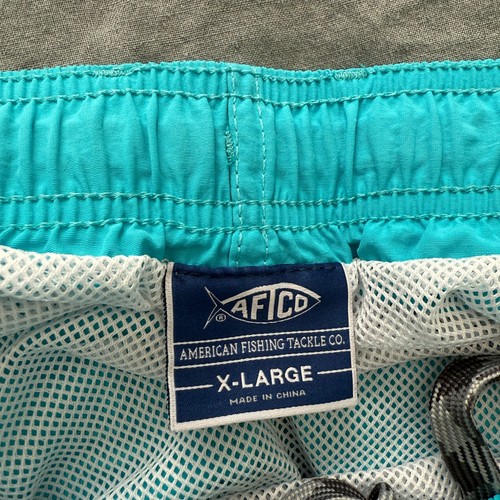 AFTCO
®
AMERICAN FISHING TACKLE CO.
X-LARGE
MADE IN CHINA